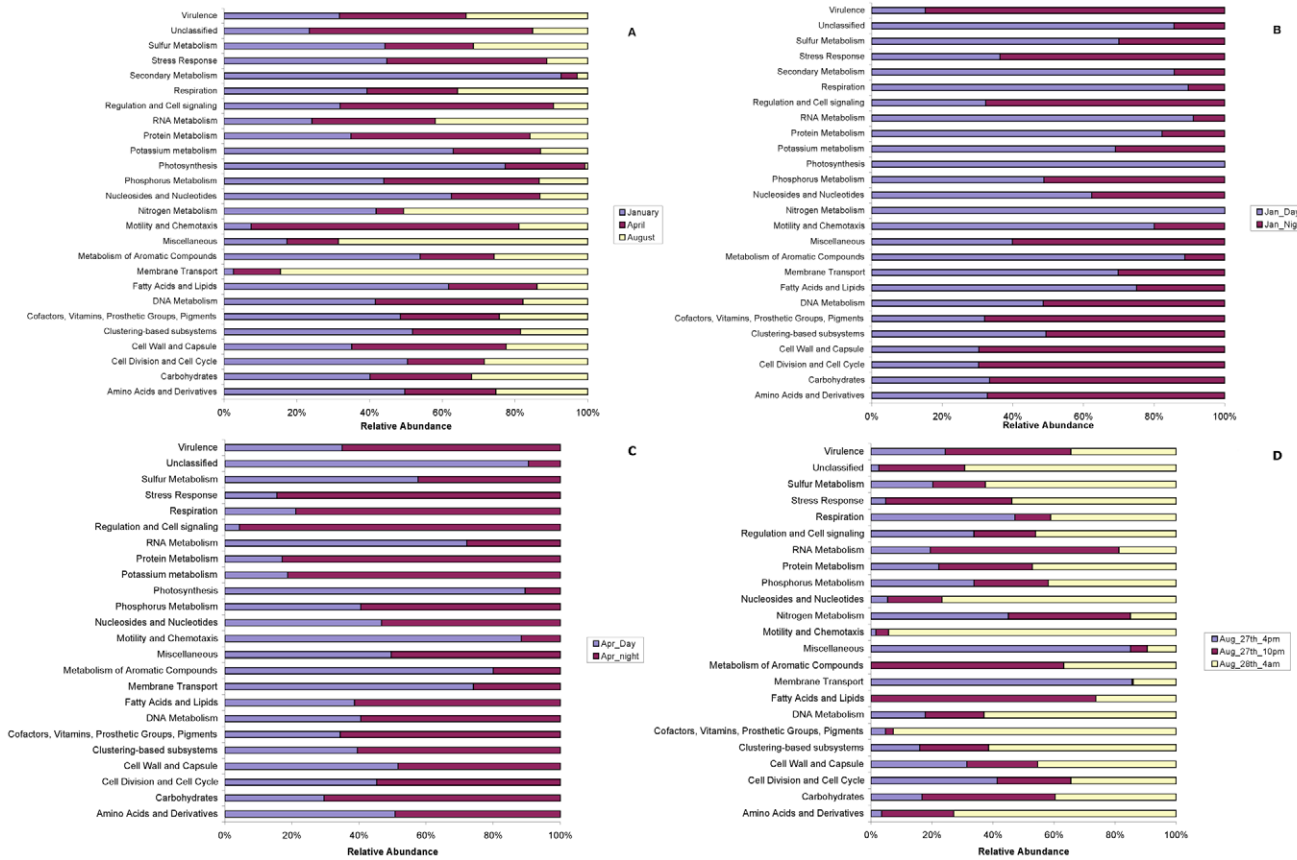 A
Virulence
Unclassified
Sulfur Metabolism
Stress Response
Secondary Metabolism
Respiration
Regulation and Cell signaling
RNA Metabolism
Protein Metabolism
Potassium metabolism
Photosynthesis
Phosphorus Metabolism
Nucleosides and Nucleotides
Nitrogen Metabolism
Motility and Chemotaxis
Miscellaneous
Metabolism of Aromatic Compounds
Membrane Transport
Fatty Acids and Lipids
DNA Metabolism
Cofactors, Vitamins, Prosthetic Groups, Pigments
Clustering-based subsystems
Cell Wall and Capsule
Cell Division and Cell Cycle
Carbohydrates
Amino Acids and Derivatives
0% 20% 40% 60% 80% 100%
Relative Abundance
January
April
August
B
Virulence
Unclassified
Sulfur Metabolism
Stress Response
Secondary Metabolism
Respiration
Regulation and Cell signaling
RNA Metabolism
Protein Metabolism
Potassium metabolism
Photosynthesis
Phosphorus Metabolism
Nucleosides and Nucleotides
Nitrogen Metabolism
Motility and Chemotaxis
Miscellaneous
Metabolism of Aromatic Compounds
Membrane Transport
Fatty Acids and Lipids
DNA Metabolism
Cofactors, Vitamins, Prosthetic Groups, Pigments
Clustering-based subsystems
Cell Wall and Capsule
Cell Division and Cell Cycle
Carbohydrates
Amino Acids and Derivatives
0% 20% 40% 60% 80% 100%
Relative Abundance
Jan_Day
Jan_Nig
C
Virulence
Unclassified
Sulfur Metabolism
Stress Response
Respiration
Regulation and Cell signaling
RNA Metabolism
Protein Metabolism
Potassium metabolism
Photosynthesis
Phosphorus Metabolism
Nucleosides and Nucleotides
Motility and Chemotaxis
Miscellaneous
Metabolism of Aromatic Compounds
Membrane Transport
Fatty Acids and Lipids
DNA Metabolism
Cofactors, Vitamins, Prosthetic Groups, Pigments
Clustering-based subsystems
Cell Wall and Capsule
Cell Division and Cell Cycle
Carbohydrates
Amino Acids and Derivatives
0% 20% 40% 60% 80% 100%
Relative Abundance
Apr_Day
Apr_night
D
Virulence
Unclassified
Sulfur Metabolism
Stress Response
Respiration
Regulation and Cell signaling
RNA Metabolism
Protein Metabolism
Phosphorus Metabolism
Nucleosides and Nucleotides
Nitrogen Metabolism
Motility and Chemotaxis
Miscellaneous
Metabolism of Aromatic Compounds
Membrane Transport
Fatty Acids and Lipids
DNA Metabolism
Cofactors, Vitamins, Prosthetic Groups, Pigments
Clustering-based subsystems
Cell Wall and Capsule
Cell Division and Cell Cycle
Carbohydrates
Amino Acids and Derivatives
0% 20% 40% 60% 80% 100%
Relative Abundance
Aug_27th_4pm
Aug_27th_10pm
Aug_28th_4am